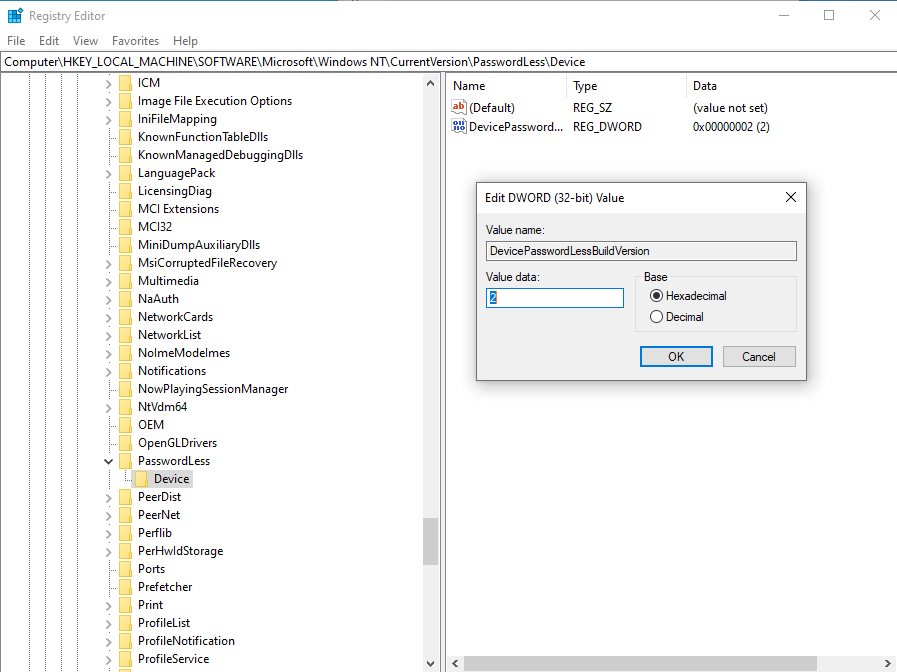 Registry Editor
File Edit View Favorites Help
Computer\HKEY_LOCAL_MACHINE\SOFTWARE\Microsoft\Windows NT\CurrentVersion\PasswordLess\Device
ICM
Image File Execution Options
IniFileMapping
KnownFunctionTableDlls
KnownManagedDebuggingDlls
LanguagePack
LicensingDiag
MCI Extensions
MCI32
MiniDumpAuxiliaryDlls
MsiCorruptedFileRecovery
Multimedia
NaAuth
NetworkCards
NetworkList
NoImeModeImes
Notifications
NowPlayingSessionManager
NtVdm64
OEM
OpenGLDrivers
PasswordLess
Device
PeerDist
PeerNet
Perflib
PerHwIdStorage
Ports
Prefetcher
Print
ProfileList
ProfileNotification
ProfileService
Name Type Data
ab (Default) REG_SZ (value not set)
DevicePassword... REG_DWORD 0x00000002 (2)
Edit DWORD (32-bit) Value
Value name:
DevicePasswordLessBuildVersion
Value data:
2
Base
Hexadecimal
Decimal
OK Cancel